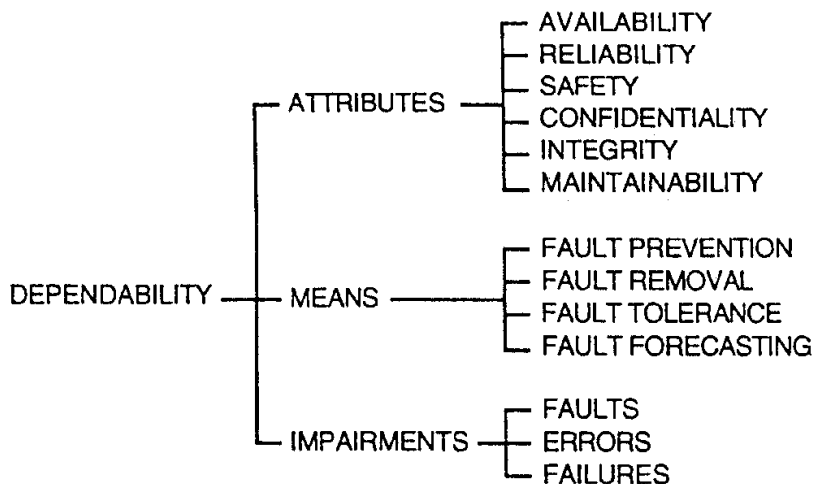 AVAILABILITY
RELIABILITY
SAFETY
ATTRIBUTES
CONFIDENTIALITY
INTEGRITY
MAINTAINABILITY
FAULT PREVENTION
FAULT REMOVAL
DEPENDABILITY
MEANS
FAULT TOLERANCE
FAULT FORECASTING
FAULTS
IMPAIRMENTS
ERRORS
FAILURES